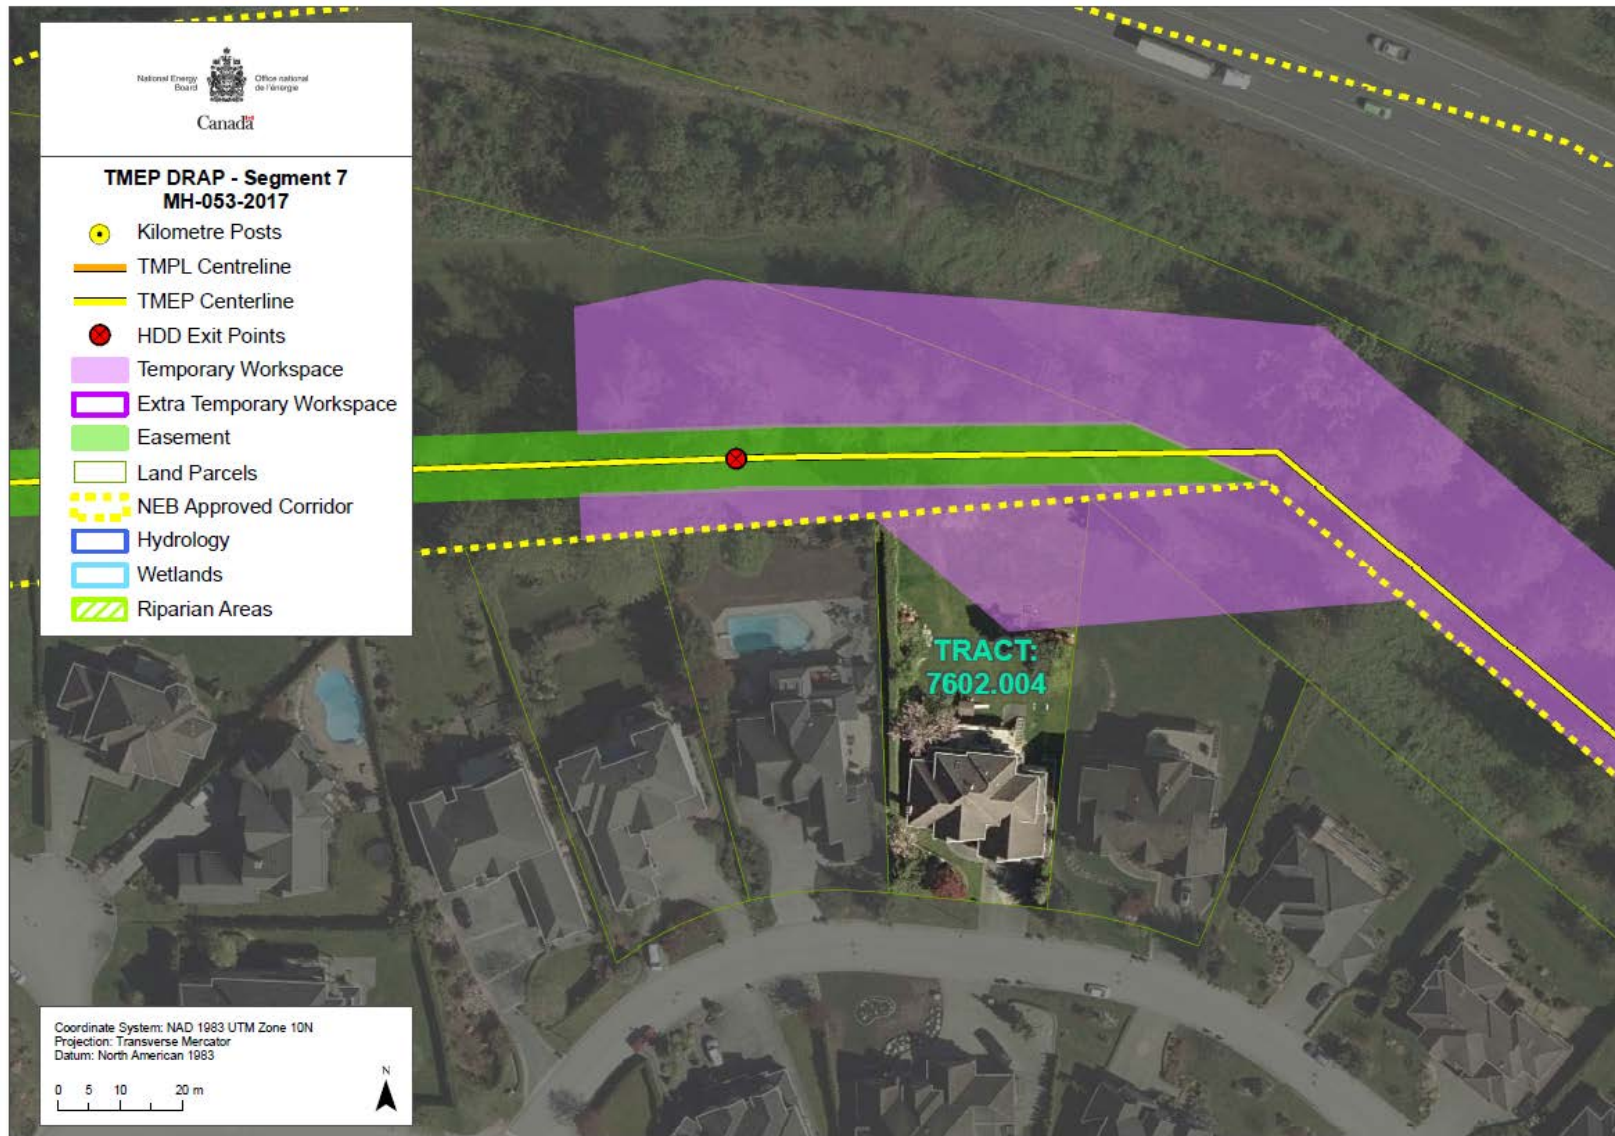 National Energy
Board
Office national
de l'énergie
Canada
TMEP DRAP - Segment 7
MH-053-2017
Kilometre Posts
TMPL Centreline
TMEP Centerline
HDD Exit Points
Temporary Workspace
Extra Temporary Workspace
Easement
Land Parcels
NEB Approved Corridor
Hydrology
Wetlands
Riparian Areas
TRACT:
7602.004
Coordinate System: NAD 1983 UTM Zone 10N
Projection: Transverse Mercator
Datum: North American 1983
0 5 10 20 m
N